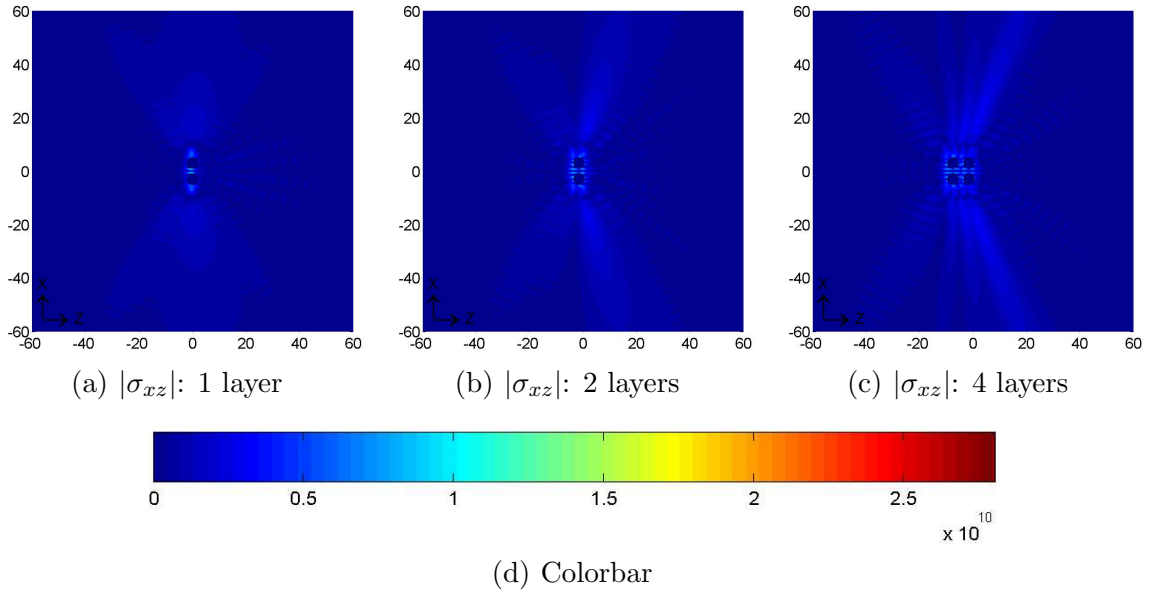 60
40
20
0
-20
-40
-60
X
Z
-60 -40 -20 0 20 40 60
(a) |σxz|: 1 layer
60
40
20
0
-20
-40
-60
X
Z
-60 -40 -20 0 20 40 60
(b) |σxz|: 2 layers
60
40
20
0
-20
-40
-60
X
Z
-60 -40 -20 0 20 40 60
(c) |σxz|: 4 layers
0 0.5 1 1.5 2 2.5
x 10^10
(d) Colorbar